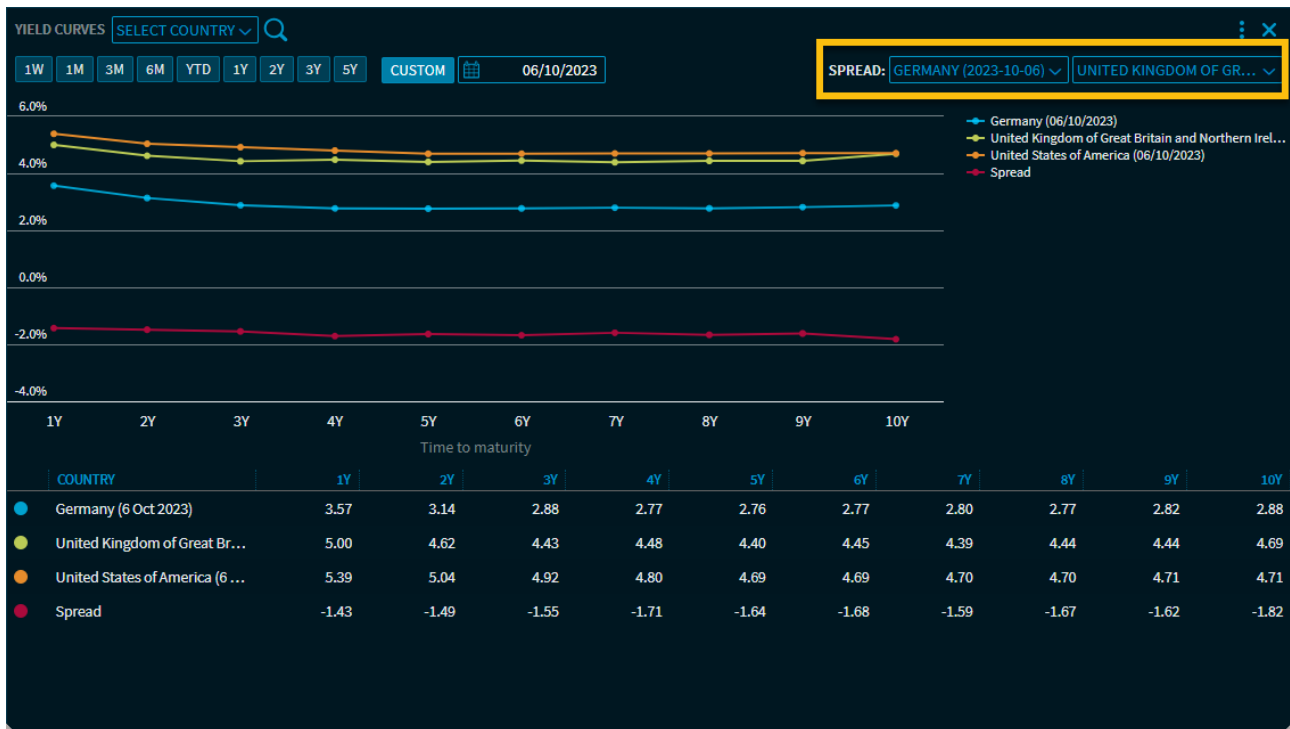 YIELD CURVES SELECT COUNTRY
1W 1M 3M 6M YTD 1Y 2Y 3Y 5Y CUSTOM 06/10/2023 SPREAD: GERMANY (2023-10-06) UNITED KINGDOM OF GR...
6.0%
4.0%
2.0%
0.0%
-2.0%
-4.0%
Germany (06/10/2023)
United Kingdom of Great Britain and Northern Irel...
United States of America (06/10/2023)
Spread
1Y 2Y 3Y 4Y 5Y 6Y 7Y 8Y 9Y 10Y
Time to maturity
COUNTRY 1Y 2Y 3Y 4Y 5Y 6Y 7Y 8Y 9Y 10Y
Germany (6 Oct 2023) 3.57 3.14 2.88 2.77 2.76 2.77 2.80 2.77 2.82 2.88
United Kingdom of Great Br... 5.00 4.62 4.43 4.48 4.40 4.45 4.39 4.44 4.44 4.69
United States of America (6 ... 5.39 5.04 4.92 4.80 4.69 4.69 4.70 4.70 4.71 4.71
Spread -1.43 -1.49 -1.55 -1.71 -1.64 -1.68 -1.59 -1.67 -1.62 -1.82